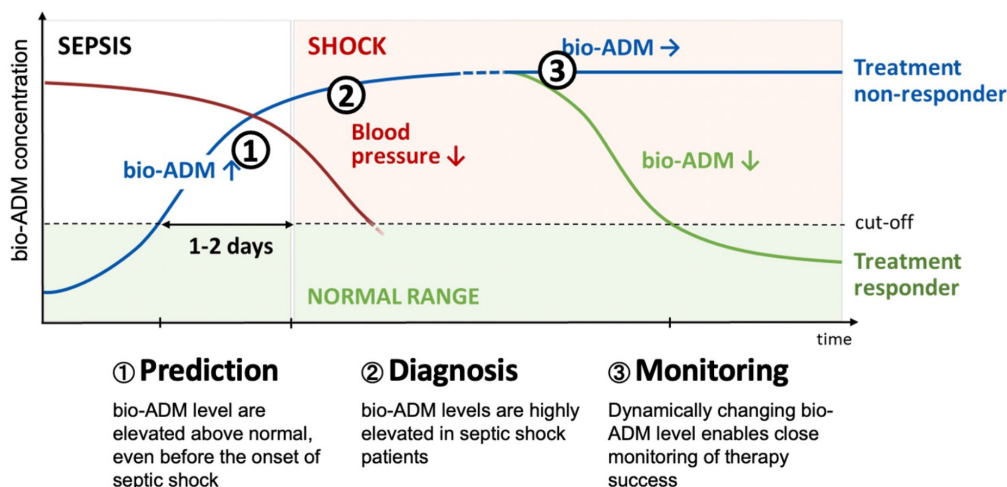 SEPSIS
SHOCK
bio-ADM →
③
②
①
Treatment
non-responder
Blood
pressure ↓
bio-ADM ↑
bio-ADM ↓
bio-ADM concentration
cut-off
1-2 days
NORMAL RANGE
Treatment
responder
time
① Prediction
bio-ADM level are
elevated above normal,
even before the onset of
septic shock
② Diagnosis
bio-ADM levels are highly
elevated in septic shock
patients
③ Monitoring
Dynamically changing bio-
ADM level enables close
monitoring of therapy
success